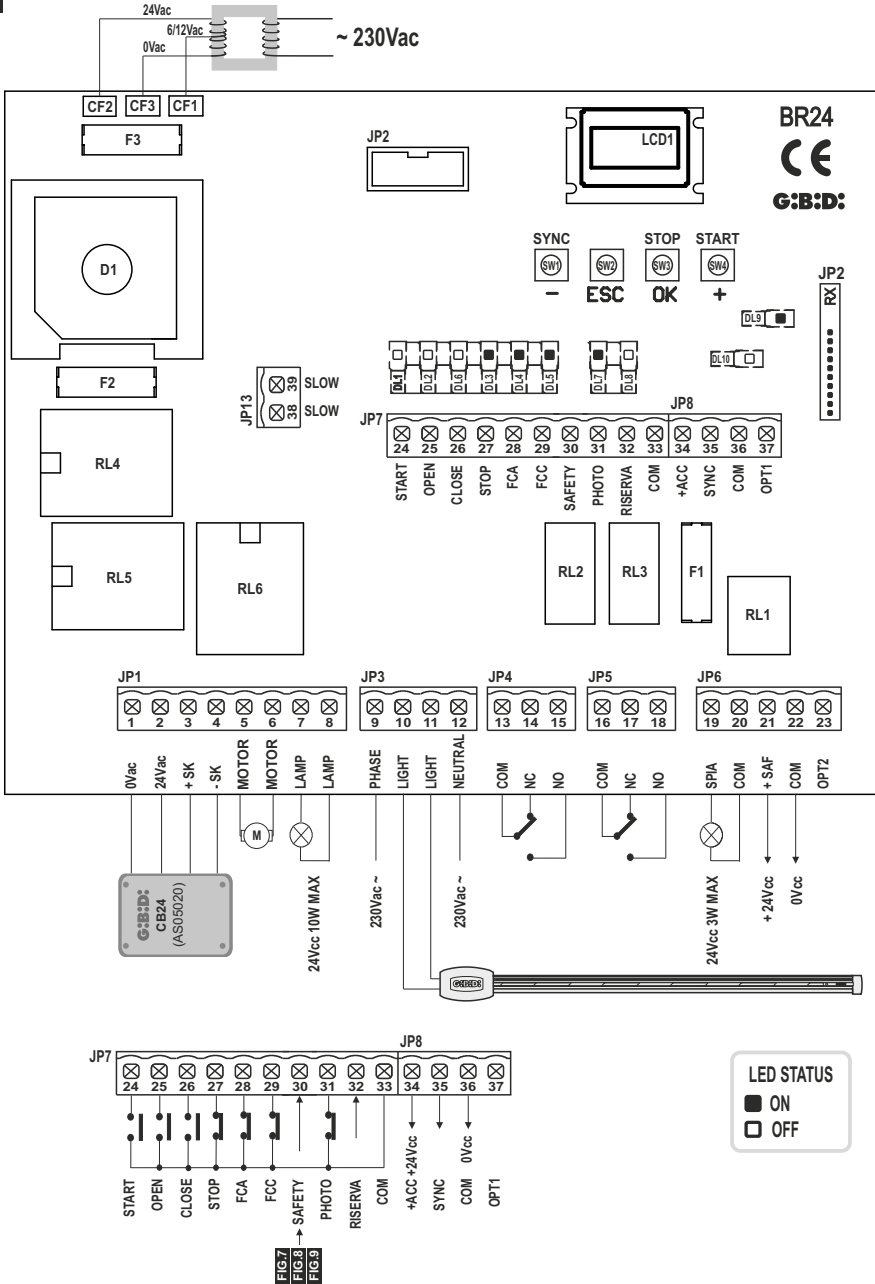 24Vac
6/12Vac
0Vac
~ 230Vac
CF2 CF3 CF1
F3
JP2
LCD1
BR24
CE
G:B:D:
D1
SYNC STOP START
SW1 SW2 SW3 SW4
- ESC OK +
JP2
RX
DL9
DL10
F2
JP13
39 SLOW
38 SLOW
DL1 DL2 DL6 DL3 DL4 DL5 DL7 DL8
JP7 JP8
24 25 26 27 28 29 30 31 32 33 34 35 36 37
START OPEN CLOSE STOP FCA FCC SAFETY PHOTO RISERVA COM +ACC SYNC COM OPT1
RL4
RL5
RL6
RL2 RL3 F1
RL1
JP1 JP3 JP4 JP5 JP6
1 2 3 4 5 6 7 8 9 10 11 12 13 14 15 16 17 18 19 20 21 22 23
0Vac 24Vac + SK - SK MOTOR MOTOR LAMP LAMP PHASE LIGHT LIGHT NEUTRAL COM NC NO COM NC NO SPIA COM + SAF COM OPT2
M
G:B:D:
CB24
(AS05020)
24Vcc 10W MAX
230Vac ~
230Vac ~
24Vcc 3W MAX
+ 24Vcc
0Vcc
G:B:D:
JP7 JP8
24 25 26 27 28 29 30 31 32 33 34 35 36 37
START OPEN CLOSE STOP FCA FCC SAFETY PHOTO RISERVA COM +ACC +24Vcc SYNC COM 0Vcc OPT1
FIG.7
FIG.8
FIG.9
LED STATUS
ON
OFF